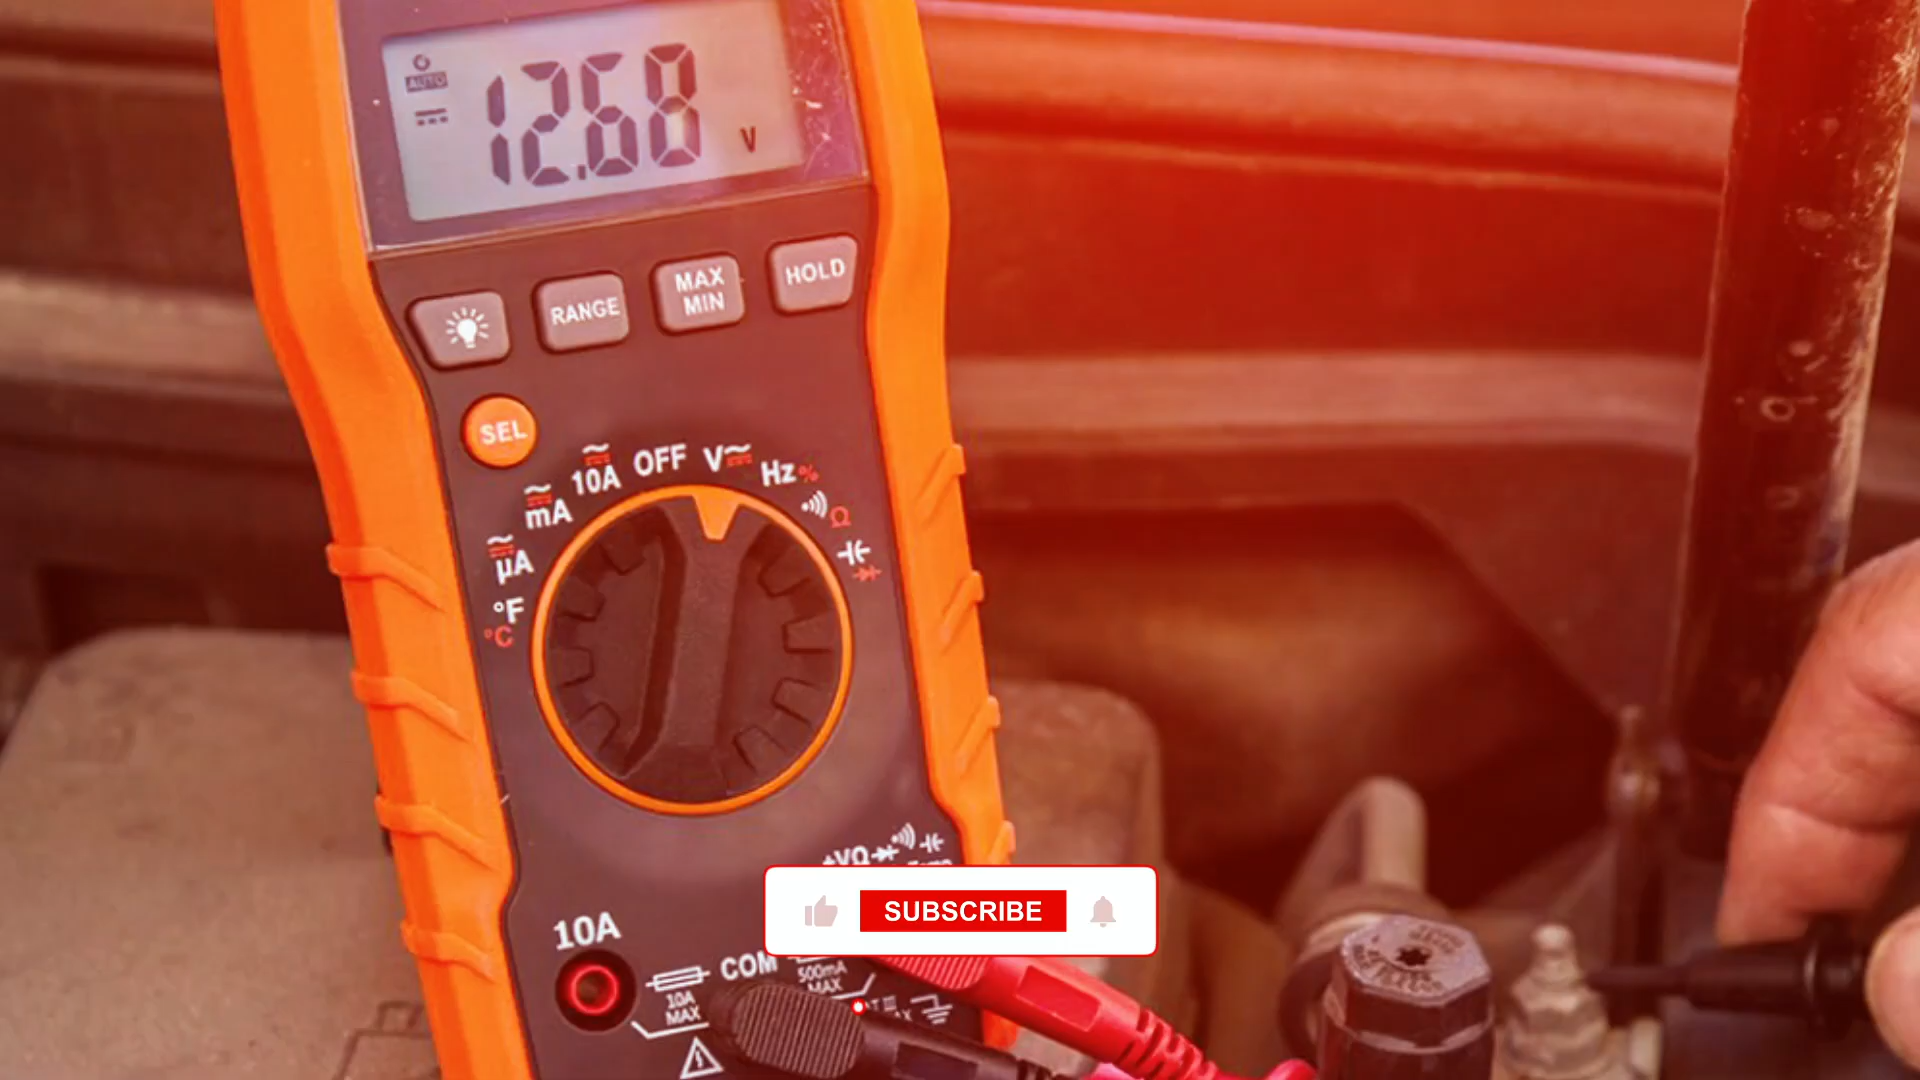 AUTO
12.68 V
RANGE
MAX
MIN
HOLD
SEL
OFF
V
Hz%
10A
mA
Ω
µA
°F
°C
+VΩ
SUBSCRIBE
10A
COM
500mA
MAX
10A
MAX